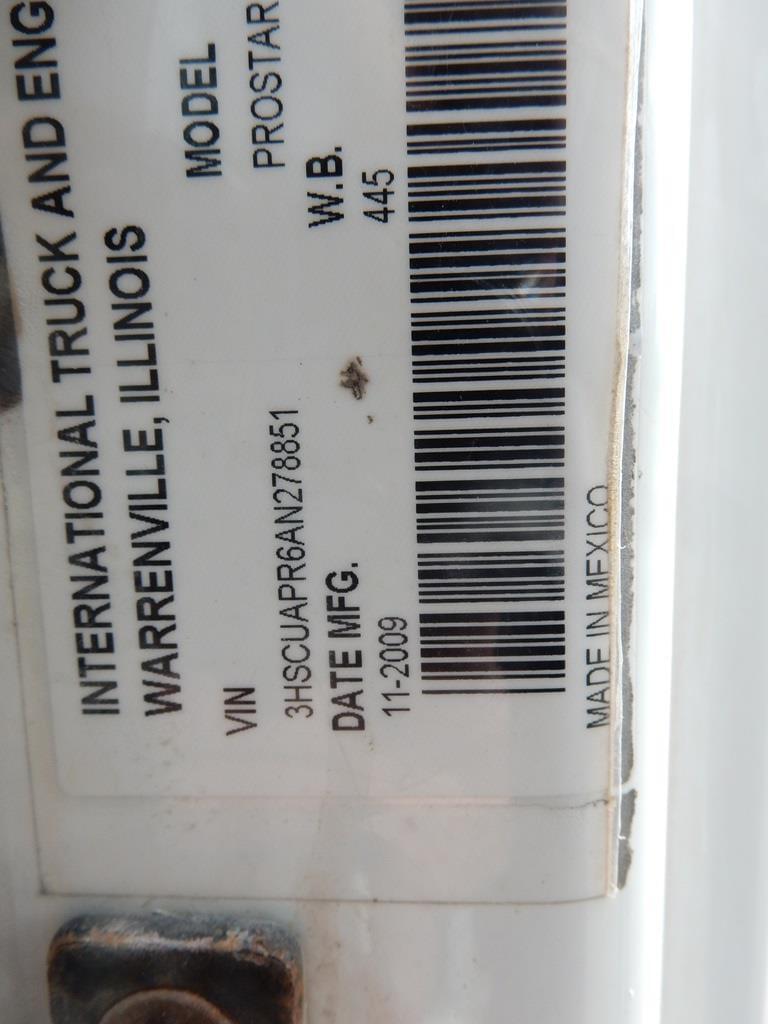 INTERNATIONAL TRUCK AND ENG
WARRENVILLE, ILLINOIS
MODEL
VIN
PROSTAR
3HSCUAPR6AN278851
W.B.
DATE MFG.
445
11-2009
MADE IN MEXICO